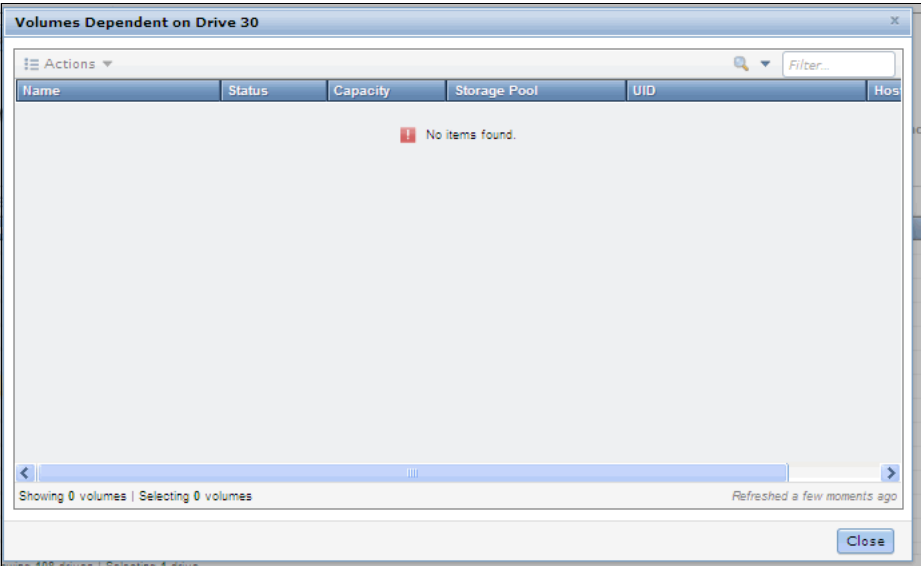 Volumes Dependent on Drive 30
x
Actions
Filter...
Name Status Capacity Storage Pool UID Hos
! No items found.
Showing 0 volumes | Selecting 0 volumes Refreshed a few moments ago
Close